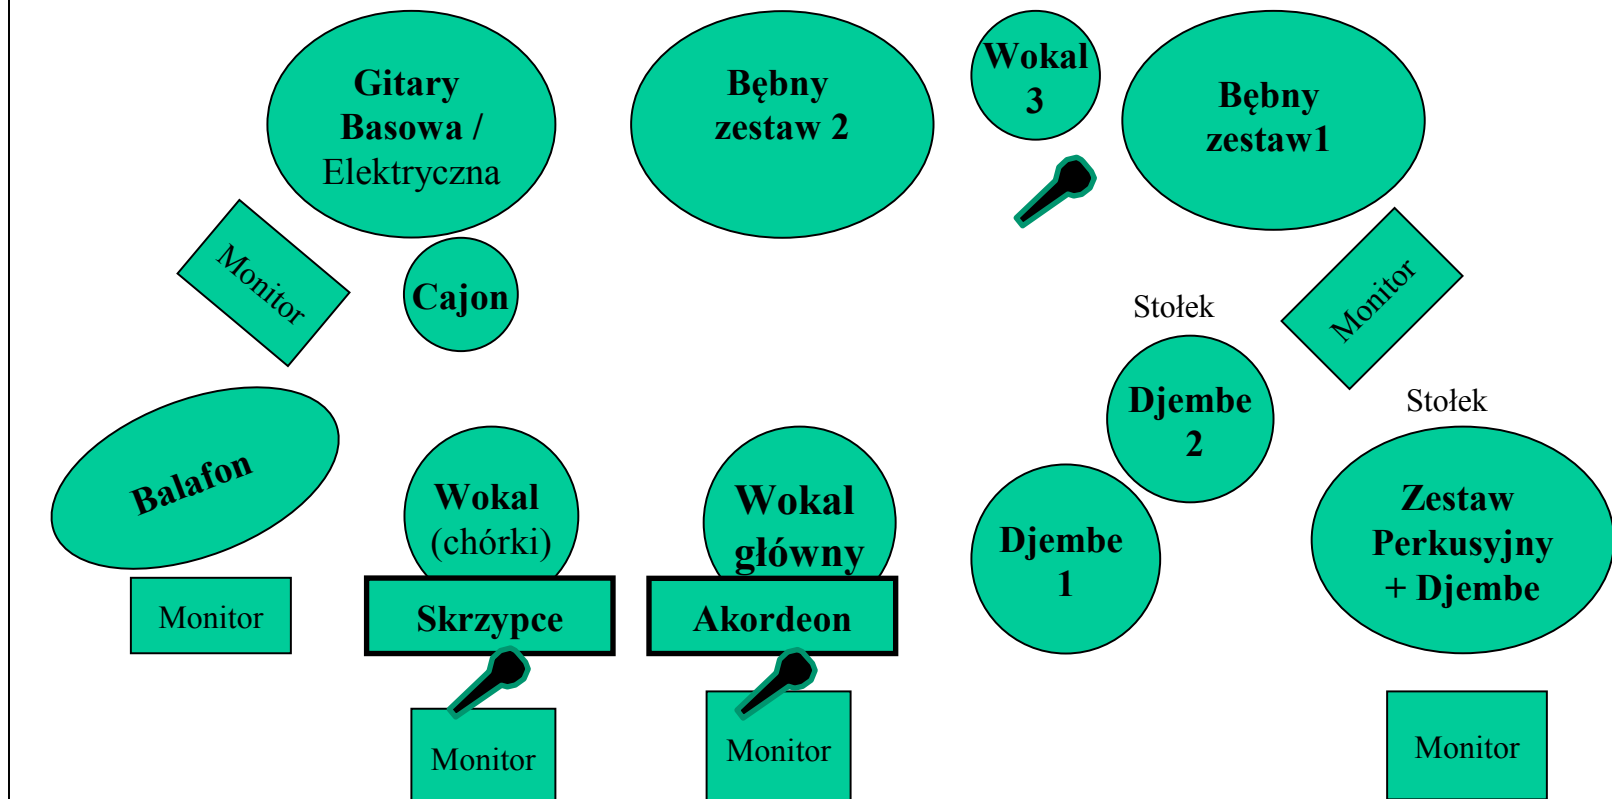 Gitary
Basowa /
Elektryczna
Bębny
zestaw 2
Wokal
3
Bębny
zestaw1
Monitor
Cajon
Stołek
Monitor
Djembe
2
Stołek
Balafon
Wokal
(chórki)
Wokal
główny
Djembe
1
Zestaw
Perkusyjny
+ Djembe
Monitor
Skrzypce
Akordeon
Monitor
Monitor
Monitor